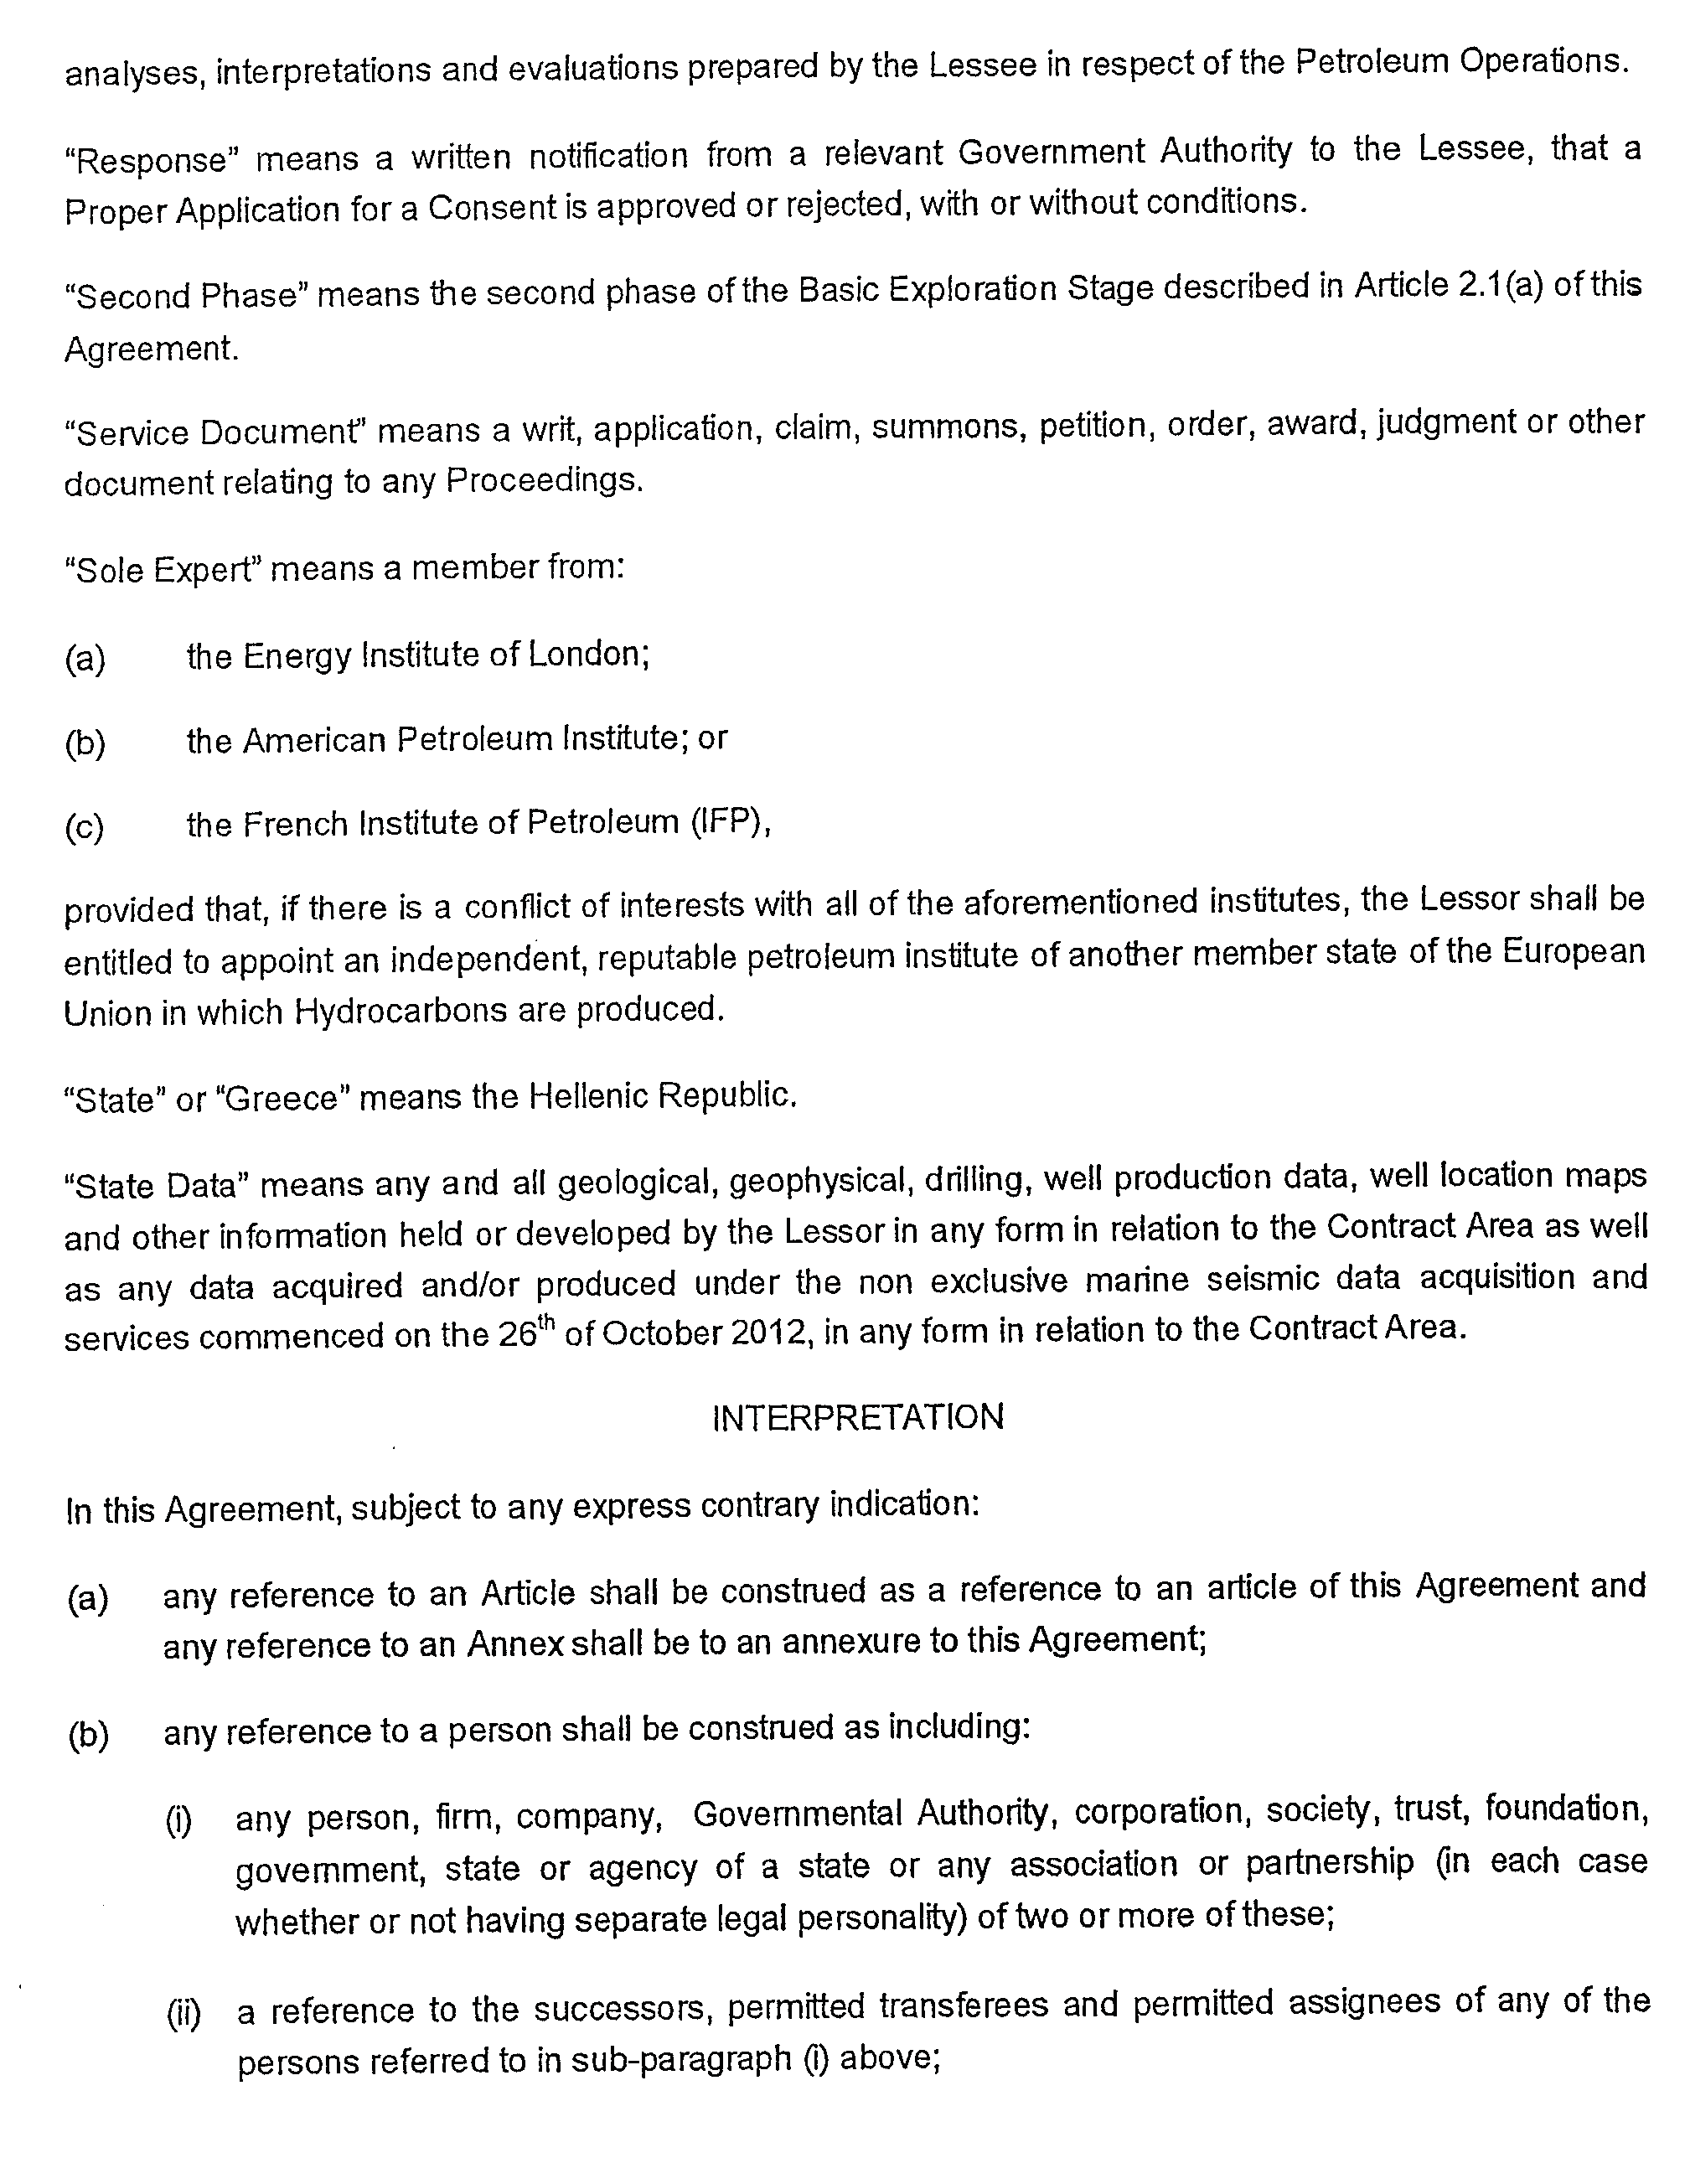 analyses, interpretations and evaluations prepared by the Lessee in respect of the Petroleum Operations.
“Response” means a written notification from a relevant Government Authority to the Lessee, that a
Proper Application for a Consent is approved or rejected, with or without conditions.
“Second Phase” means the second phase of the Basic Exploration Stage described in Article 2.1(a) of this
Agreement.
“Service Document” means a writ, application, claim, summons, petition, order, award, judgment or other
document relating to any Proceedings.
“Sole Expert” means a member from:
(a) the Energy Institute of London;
(b) the American Petroleum Institute; or
(c) the French Institute of Petroleum (IFP),
provided that, if there is a conflict of interests with all of the aforementioned institutes, the Lessor shall be
entitled to appoint an independent, reputable petroleum institute of another member state of the European
Union in which Hydrocarbons are produced.
“State” or “Greece” means the Hellenic Republic.
“State Data” means any and all geological, geophysical, drilling, well production data, well location maps
and other information held or developed by the Lessor in any form in relation to the Contract Area as well
as any data acquired and/or produced under the non exclusive marine seismic data acquisition and
services commenced on the 26th of October 2012, in any form in relation to the Contract Area.
INTERPRETATION
In this Agreement, subject to any express contrary indication:
(a) any reference to an Article shall be construed as a reference to an article of this Agreement and
any reference to an Annex shall be to an annexure to this Agreement;
(b) any reference to a person shall be construed as including:
(i) any person, firm, company, Governmental Authority, corporation, society, trust, foundation,
government, state or agency of a state or any association or partnership (in each case
whether or not having separate legal personality) of two or more of these;
(ii) a reference to the successors, permitted transferees and permitted assignees of any of the
persons referred to in sub-paragraph (i) above;